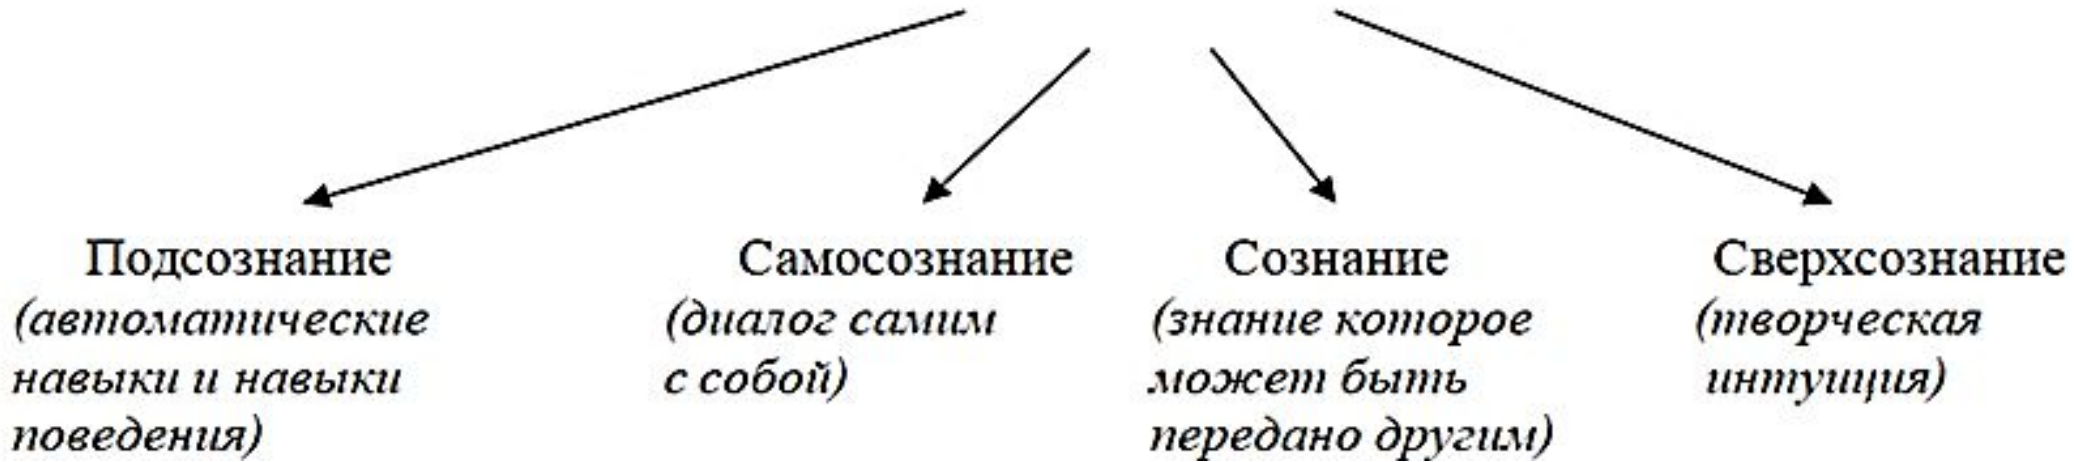 Подсознание
(автоматические
навыки и навыки
поведения)
Самосознание
(диалог самим
с собой)
Сознание
(знание которое
может быть
передано другим)
Сверхсознание
(творческая
интуиция)